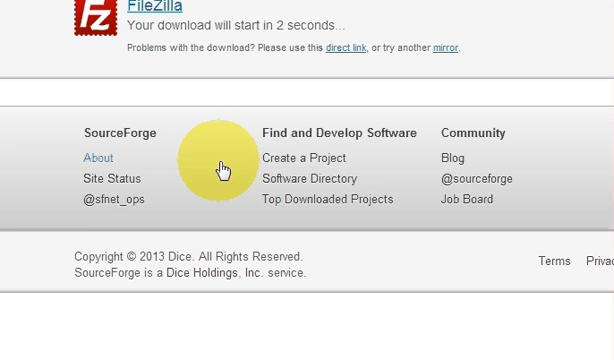 Fz
FileZilla
Your download will start in 2 seconds...
Problems with the download? Please use this direct link, or try another mirror.
SourceForge
About
Site Status
@sfnet_ops
Find and Develop Software
Create a Project
Software Directory
Top Downloaded Projects
Community
Blog
@sourceforge
Job Board
Copyright © 2013 Dice. All Rights Reserved.
SourceForge is a Dice Holdings, Inc. service.
Terms